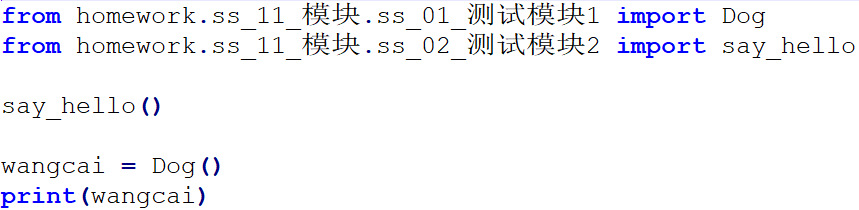 from homework.ss_11_模块.ss_01_测试模块1 import Dog
from homework.ss_11_模块.ss_02_测试模块2 import say_hello
say_hello()
wangcai = Dog()
print(wangcai)